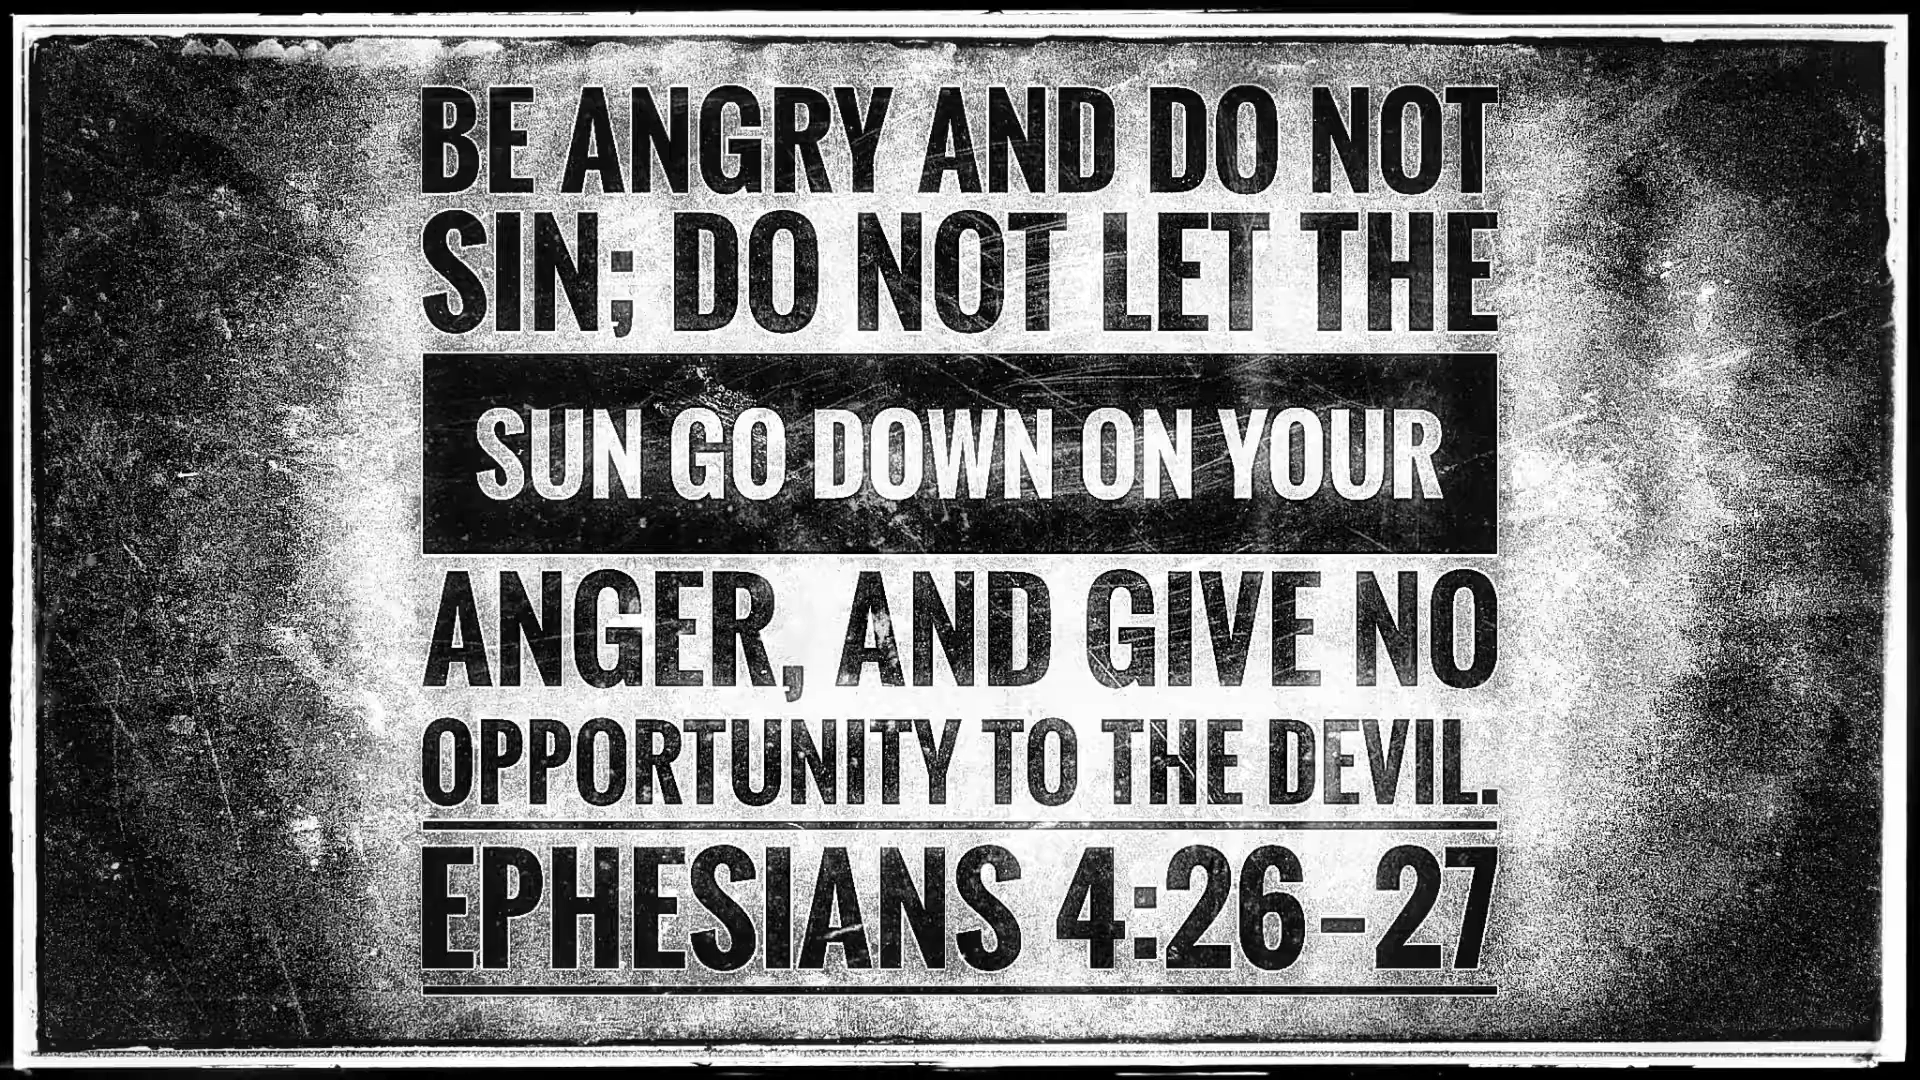 BE ANGRY AND DO NOT
SIN; DO NOT LET THE
SUN GO DOWN ON YOUR
ANGER, AND GIVE NO
OPPORTUNITY TO THE DEVIL.
EPHESIANS 4:26-27